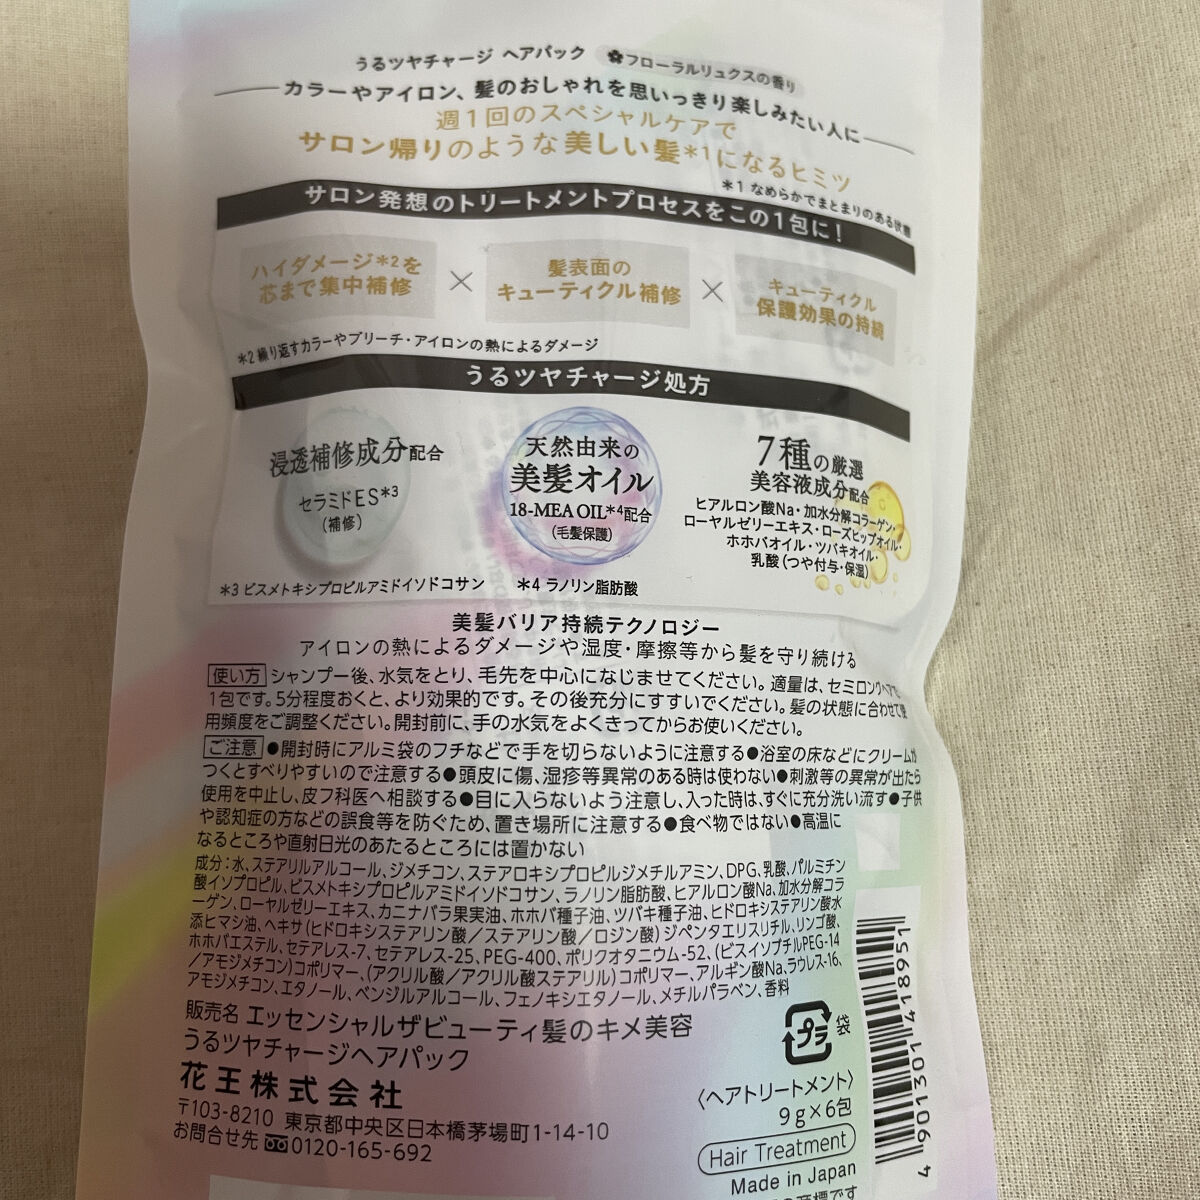 うるツヤチャージ ヘアパック フローラルリュクスの香り
カラーやアイロン、髪のおしゃれを思いっきり楽しみたい人に
週1回のスペシャルケアで
サロン帰りのような美しい髪*1になるヒミツ
*1 なめらかでまとまりのある状態
サロン発想のトリートメントプロセスをこの1包に!
ハイダメージ*2を
芯まで集中補修
×
髪表面の
キューティクル補修
×
キューティクル
保護効果の持続
*2 繰り返すカラーやブリーチ・アイロンの熱によるダメージ
うるツヤチャージ処方
浸透補修成分配合
セラミドES*3
(補修)
天然由来の
美髪オイル
18-MEA OIL*4配合
(毛髪保護)
7種の厳選
美容液成分配合
ヒアルロン酸Na・加水分解コラーゲン・
ローヤルゼリーエキス・ローズヒップオイル・
ホホバオイル・ツバキオイル・
乳酸(つや付与・保湿)
*3 ビスメトキシプロピルアミドイソドコサン *4 ラノリン脂肪酸
美髪バリア持続テクノロジー
アイロンの熱によるダメージや湿度・摩擦等から髪を守り続ける
使い方 シャンプー後、水気をとり、毛先を中心になじませてください。適量は、セミロングヘアで、
1包です。5分程度おくと、より効果的です。その後充分にすすいでください。髪の状態に合わせて使
用頻度をご調整ください。開封前に、手の水気をよくきってからお使いください。
ご注意 ●開封時にアルミ袋のフチなどで手を切らないように注意する●浴室の床などにクリームが
つくとすべりやすいので注意する●頭皮に傷、湿疹等異常のある時は使わない●刺激等の異常が出たら
使用を中止し、皮フ科医へ相談する●目に入らないよう注意し、入った時は、すぐに充分洗い流す●子供
や認知症の方などの誤食等を防ぐため、置き場所に注意する●食べ物ではない●高温に
なるところや直射日光のあたるところには置かない
成分:水、ステアリルアルコール、ジメチコン、ステアロキシプロピルジメチルアミン、DPG、乳酸、パルミチン
酸イソプロピル、ビスメトキシプロピルアミドイソドコサン、ラノリン脂肪酸、ヒアルロン酸Na、加水分解コラ
ーゲン、ローヤルゼリーエキス、カニナバラ果実油、ホホバ種子油、ツバキ種子油、ヒドロキシステアリン酸水
添ヒマシ油、ヘキサ(ヒドロキシステアリン酸/ステアリン酸/ロジン酸)ジペンタエリスリチル、リンゴ酸、
ホホバエステル、セテアレス-7、セテアレス-25、PEG-400、ポリクオタニウム-52、(ビスイソブチルPEG-14
/アモジメチコン)コポリマー、(アクリル酸/アクリル酸ステアリル)コポリマー、アルギン酸Na、ラウレス-16、
アモジメチコン、エタノール、ベンジルアルコール、フェノキシエタノール、メチルパラベン、香料
販売名 エッセンシャルザビューティ髪のキメ美容
うるツヤチャージヘアパック
花王株式会社
〒103-8210 東京都中央区日本橋茅場町1-14-10
お問合せ先 0120-165-692
プラ 袋
〈ヘアトリートメント〉
9g×6包
Hair Treatment
Made in Japan
の商標です
4 901301 418951